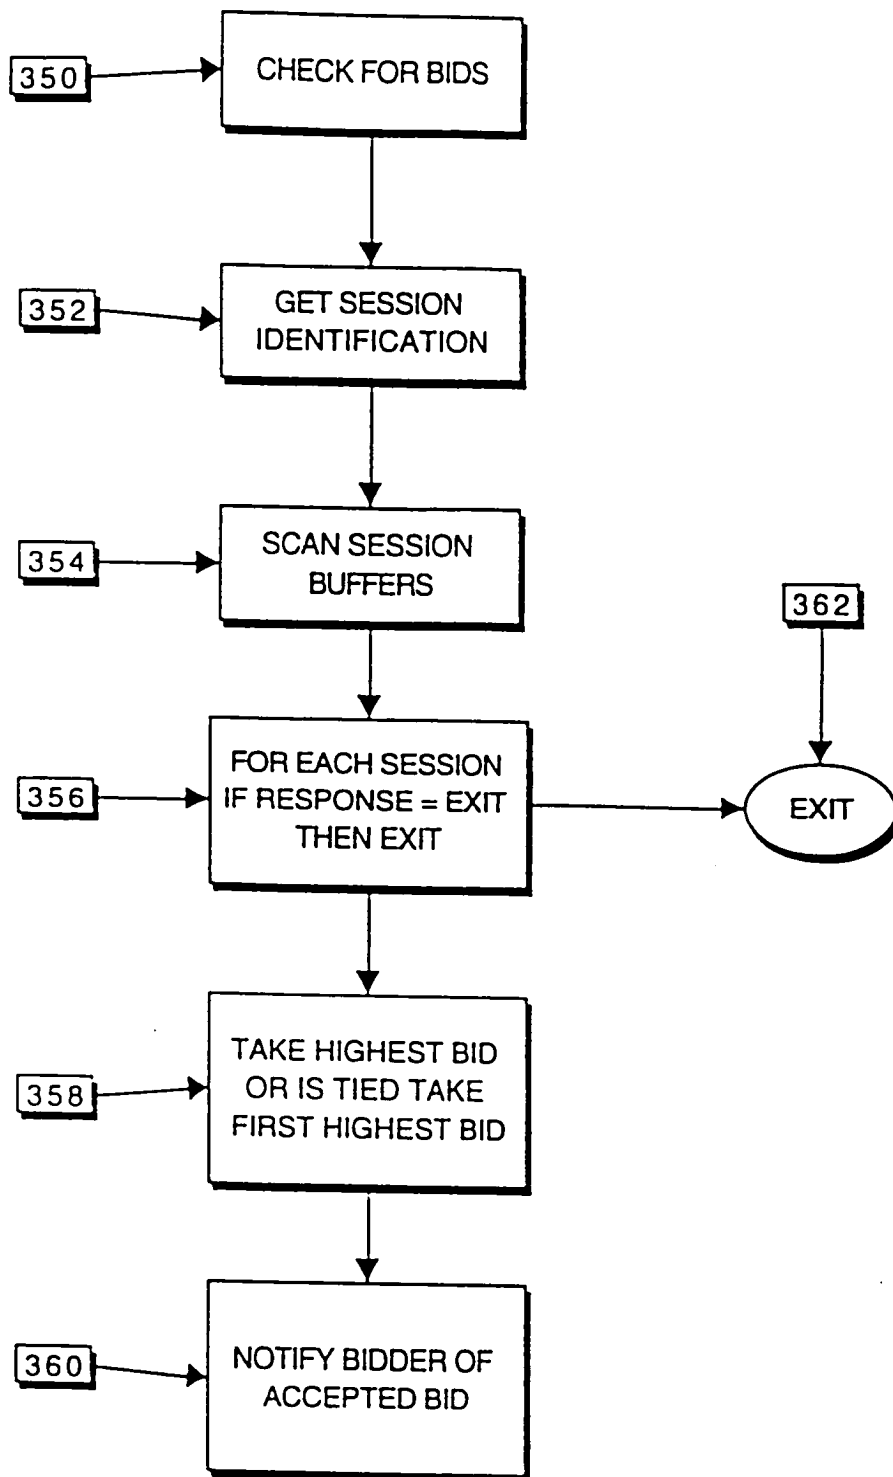 350
CHECK FOR BIDS
352
GET SESSION
IDENTIFICATION
354
SCAN SESSION
BUFFERS
362
356
FOR EACH SESSION
IF RESPONSE = EXIT
THEN EXIT
EXIT
358
TAKE HIGHEST BID
OR IS TIED TAKE
FIRST HIGHEST BID
360
NOTIFY BIDDER OF
ACCEPTED BID